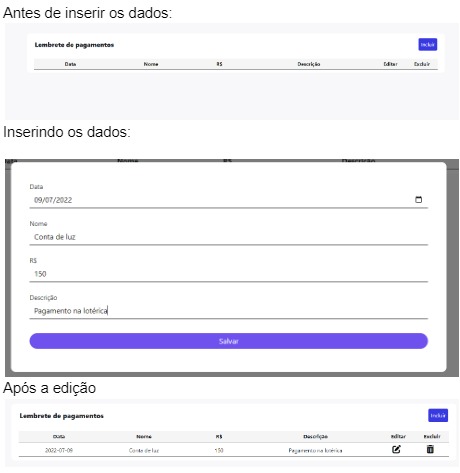 Antes de inserir os dados:
Lembrete de pagamentos Incluir
Data Nome R$ Descrição Editar Excluir
Inserindo os dados:
Nome R$ Descrição
Data
09/07/2022
Nome
Conta de luz
R$
150
Descrição
Pagamento na lotérica
Salvar
Após a edição
Lembrete de pagamentos Incluir
Data Nome R$ Descrição Editar Excluir
2022-07-09 Conta de luz 150 Pagamento na lotérica